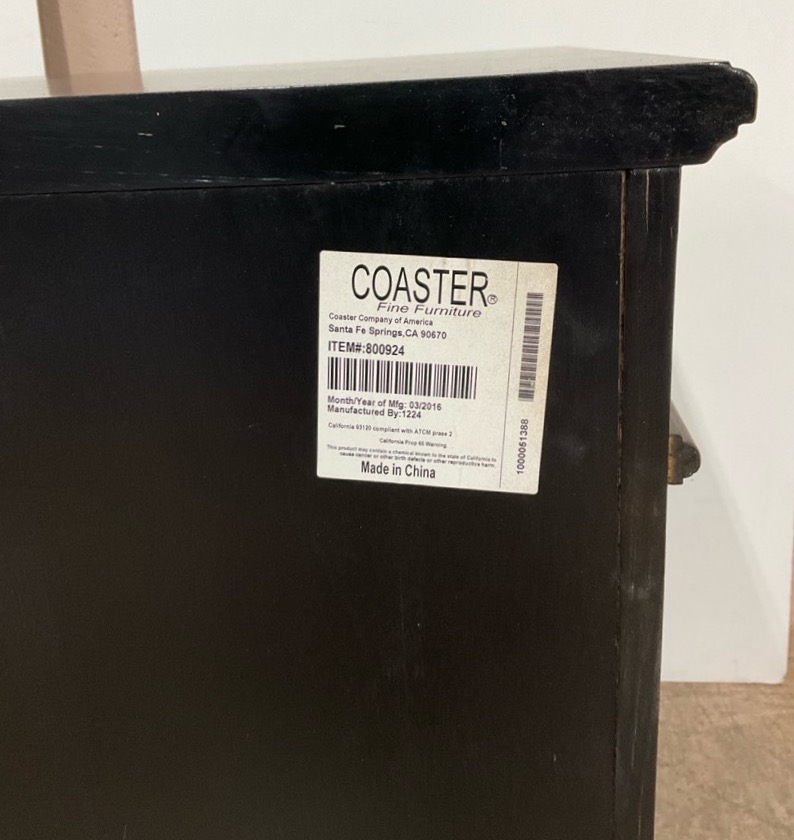 COASTER®
Fine Furniture
Coaster Company of America
Santa Fe Springs,CA 90670
ITEM#:800924
Month/Year of Mfg: 03/2016
Manufactured By:1224
California 93120 compliant with ATCM prase 2
California Prop 65 Warning
This product may contain a chemical known to the state of California to
cause cancer or other birth defects or other reproductive harm.
Made in China
1000051388